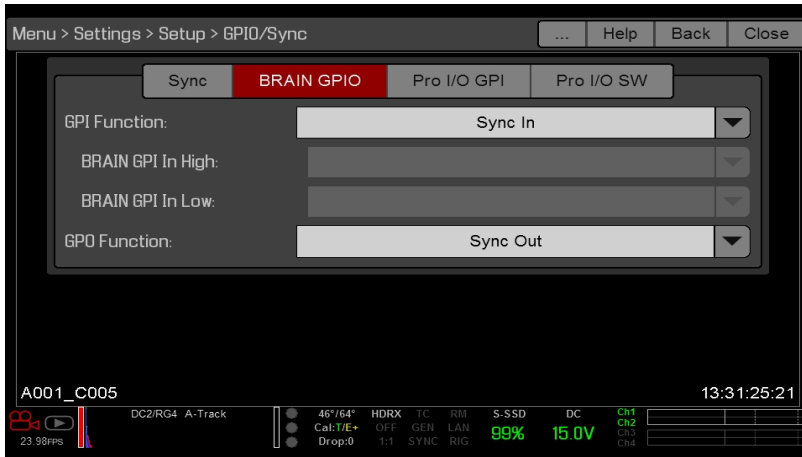 Menu > Settings > Setup > GPIO/Sync ... Help Back Close
Sync BRAIN GPIO Pro I/O GPI Pro I/O SW
GPI Function: Sync In
BRAIN GPI In High:
BRAIN GPI In Low:
GPO Function: Sync Out
A001_C005 13:31:25:21
DC2/RG4 A-Track 46°/64° HDRX TC RM S-SSD DC Ch1
Cal:T/E+ OFF GEN LAN 99% 15.0V Ch2
23.98FPS Drop:0 1:1 SYNC RIG Ch3
Ch4